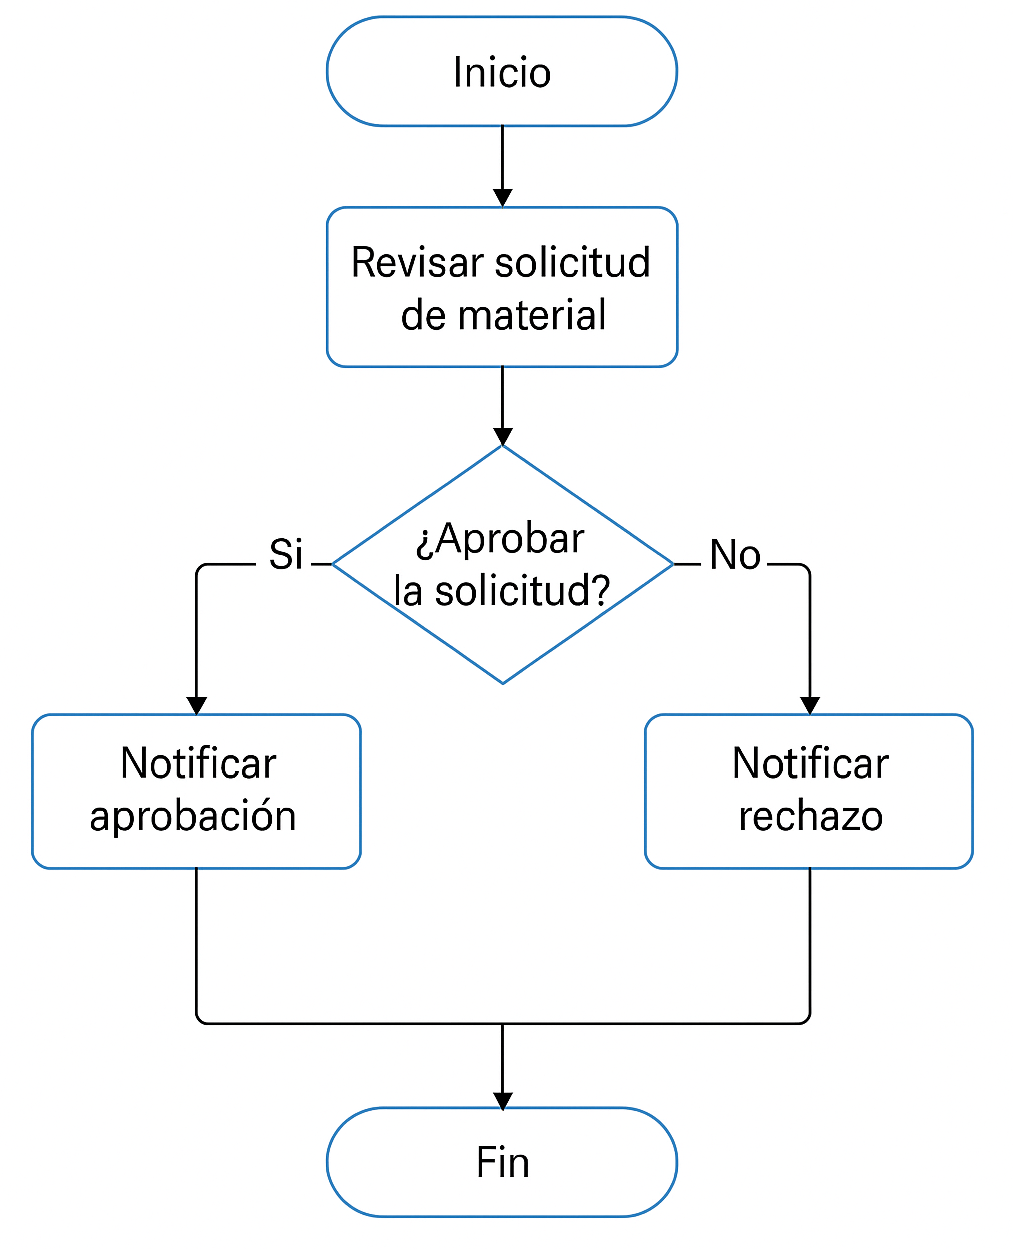 Inicio
Revisar solicitud
de material
¿Aprobar
la solicitud?
Si
No
Notificar
aprobación
Notificar
rechazo
Fin